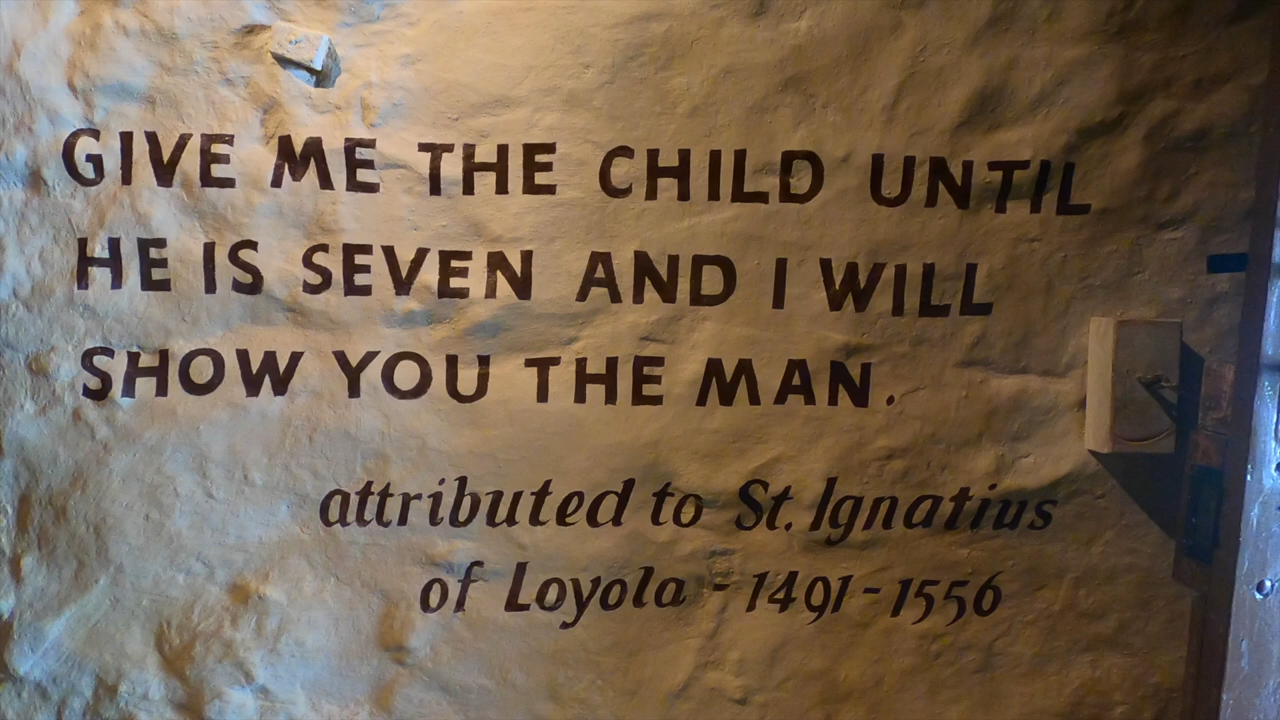 GIVE ME THE CHILD UNTIL
HE IS SEVEN AND I WILL
SHOW YOU THE MAN.
attributed to St. Ignatius
of Loyola - 1491 - 1556